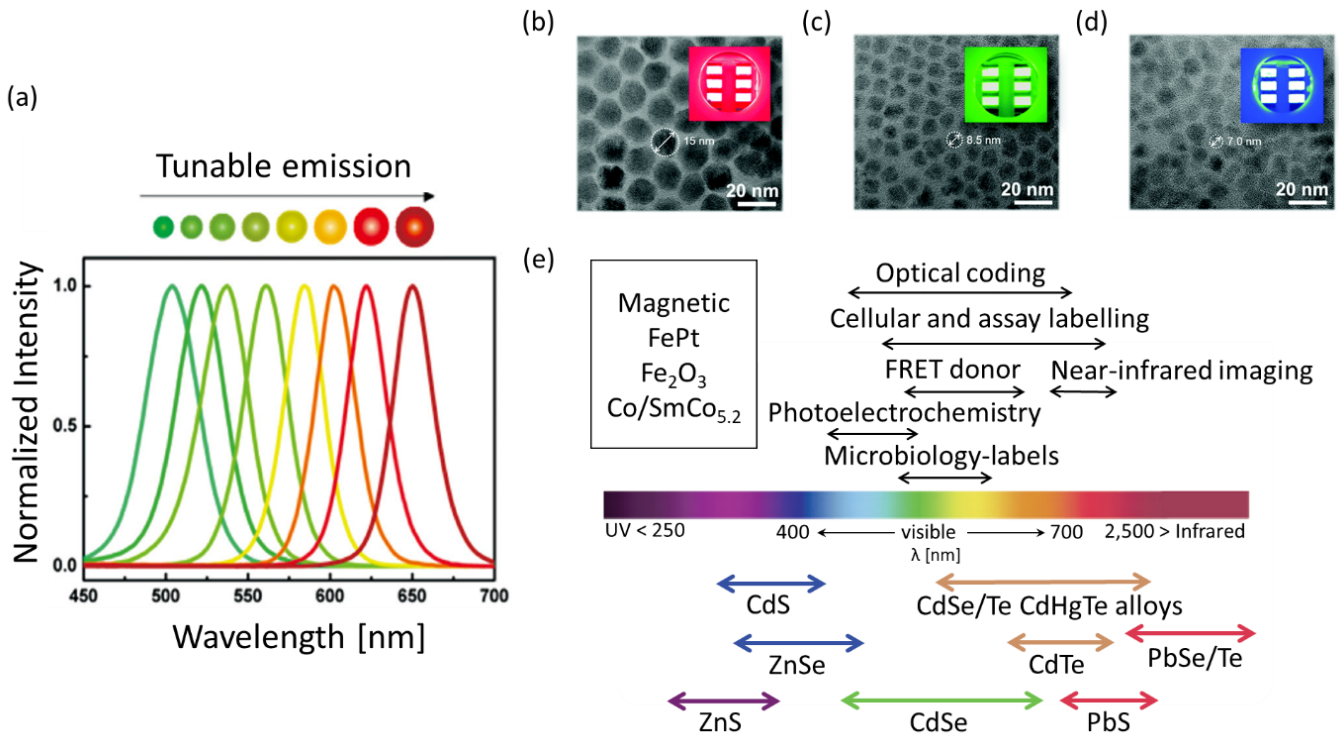 (a)
Tunable emission
Normalized Intensity
1.0
0.5
0.0
450 500 550 600 650 700
Wavelength [nm]
(b)
15 nm
20 nm
(c)
8.5 nm
20 nm
(d)
7.0 nm
20 nm
(e)
Magnetic
FePt
Fe₂O₃
Co/SmCo₅.₂
Optical coding
Cellular and assay labelling
FRET donor
Near-infrared imaging
Photoelectrochemistry
Microbiology-labels
UV < 250 400 visible 700 2,500 > Infrared
λ [nm]
CdS
CdSe/Te CdHgTe alloys
ZnSe
CdTe
PbSe/Te
ZnS
CdSe
PbS